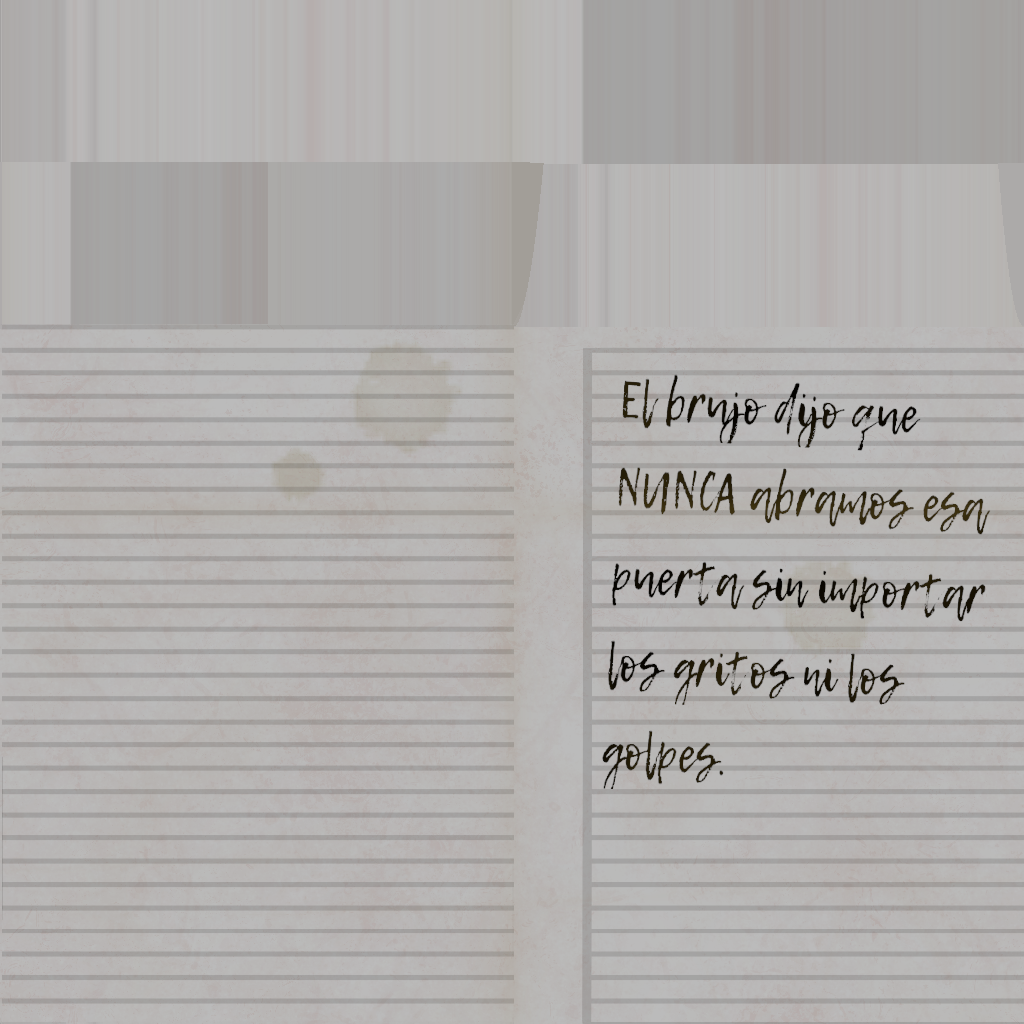 El brujo dijo que
NUNCA abramos esa
puerta sin importar
los gritos ni los
golpes.